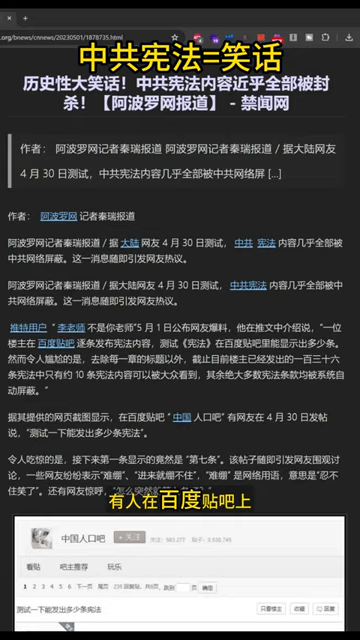 .org/bnews/cnnews/20230501/1878735.html
中共宪法=笑话
历史性大笑话！中共宪法内容近乎全部被封
杀！【阿波罗网报道】 - 禁闻网
作者： 阿波罗网记者秦瑞报道 阿波罗网记者秦瑞报道 / 据大陆网友
4 月 30 日测试，中共宪法内容几乎全部被中共网络屏 [...]
作者： 阿波罗网 记者秦瑞报道
阿波罗网记者秦瑞报道 / 据 大陆 网友 4 月 30 日测试， 中共 宪法 内容几乎全部被
中共网络屏蔽。这一消息随即引发网友热议。
阿波罗网记者秦瑞报道 / 据大陆网友 4 月 30 日测试， 中共宪法 内容几乎全部被中
共网络屏蔽。这一消息随即引发网友热议。
推特用户 “ 李老师 不是你老师”5 月 1 日公布网友爆料，他在推文中介绍说，“一位
楼主在 百度贴吧 逐条发布宪法内容，测试《宪法》在百度贴吧里能显示出多少条。
然而令人尴尬的是，去除每一章的标题以外，截止目前楼主已经发出的一百三十六
条宪法内容中只有约 10 条宪法内容可以被大众看到，其余绝大多数宪法条款均被系统自
动屏蔽。”
据其提供的网页截图显示，在百度贴吧 “ 中国 人口吧” 有网友在 4 月 30 日发帖
说，“测试一下能发出多少条宪法。
令人吃惊的是，接下来第一条显示的竟然是 “第七条”。该帖子随即引发网友围观讨
论，一些网友纷纷表示“难绷”、“进来就绷不住”，“难绷” 是网络用语，意思是“忍不
住笑了”。还有网友惊呼，
有人在百度贴吧上
中国人口吧
+ 关注
看贴
吧主推荐
玩乐
1 2 3 4 5 6 下一页 尾页
测试一下能发出多少条宪法
只看楼主
收藏
回复